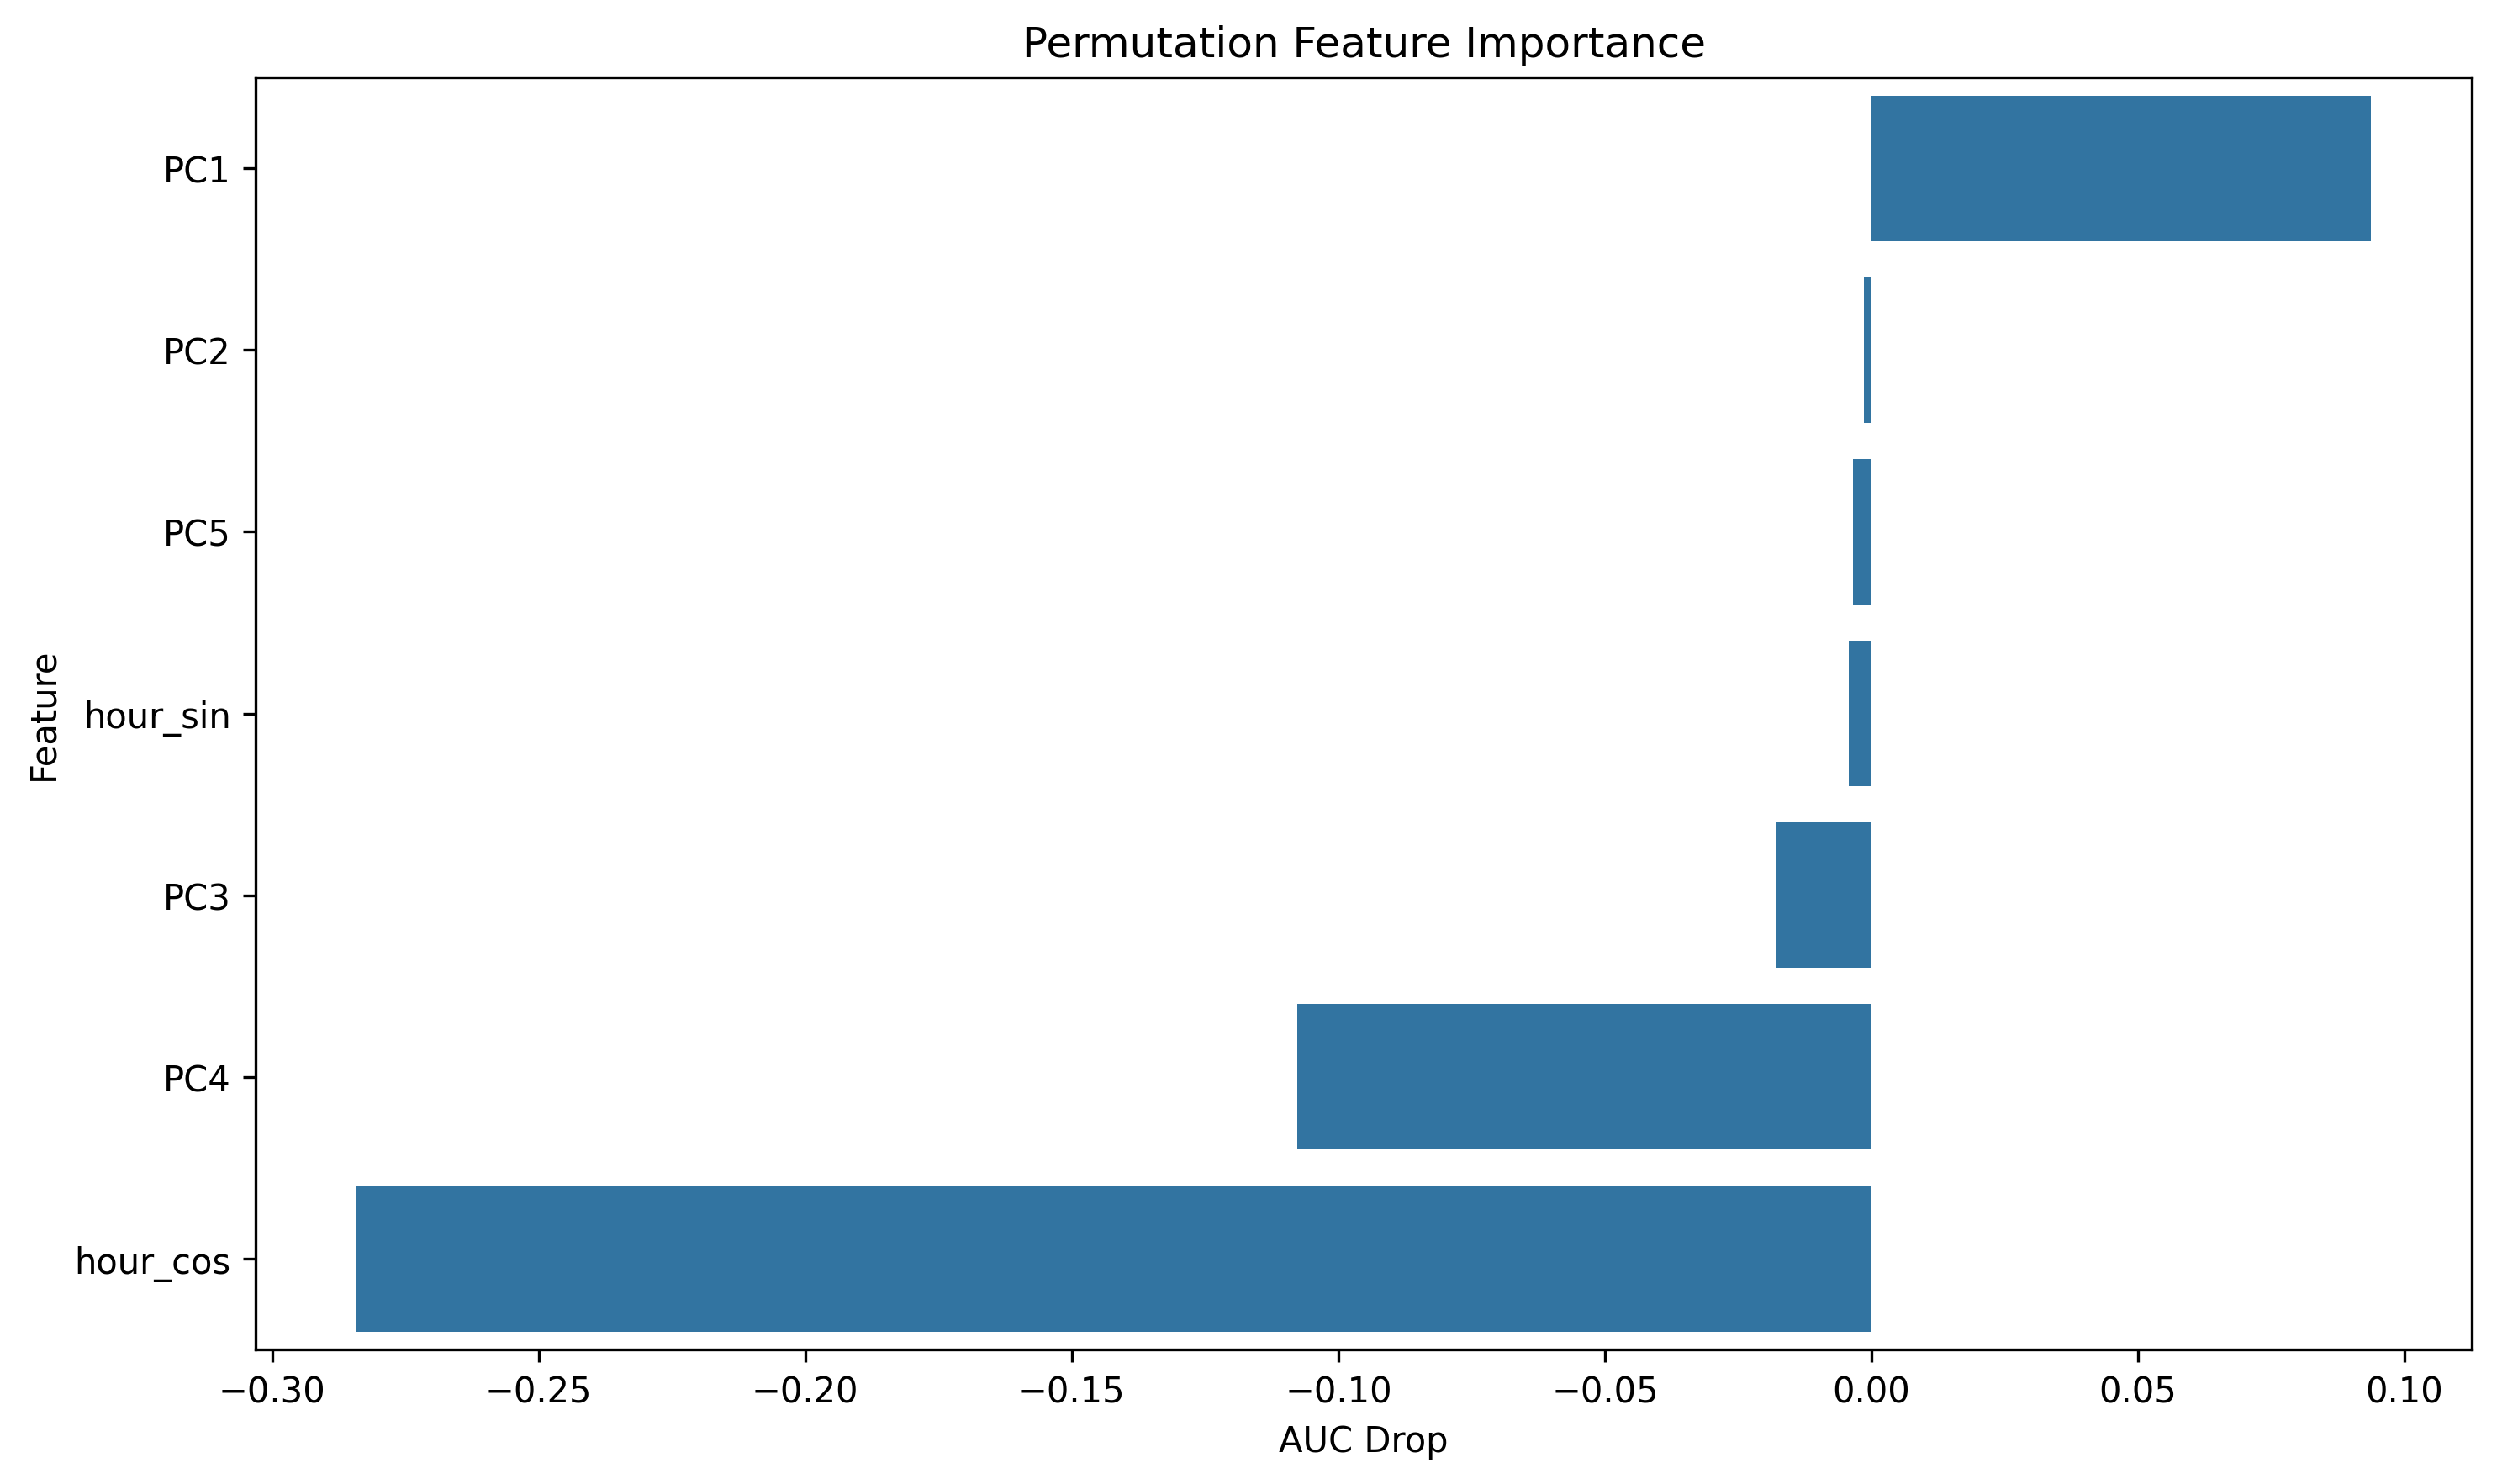 Permutation Feature Importance
PC1
PC2
PC5
hour_sin
PC3
PC4
hour_cos
Feature
−0.30 −0.25 −0.20 −0.15 −0.10 −0.05 0.00 0.05 0.10
AUC Drop